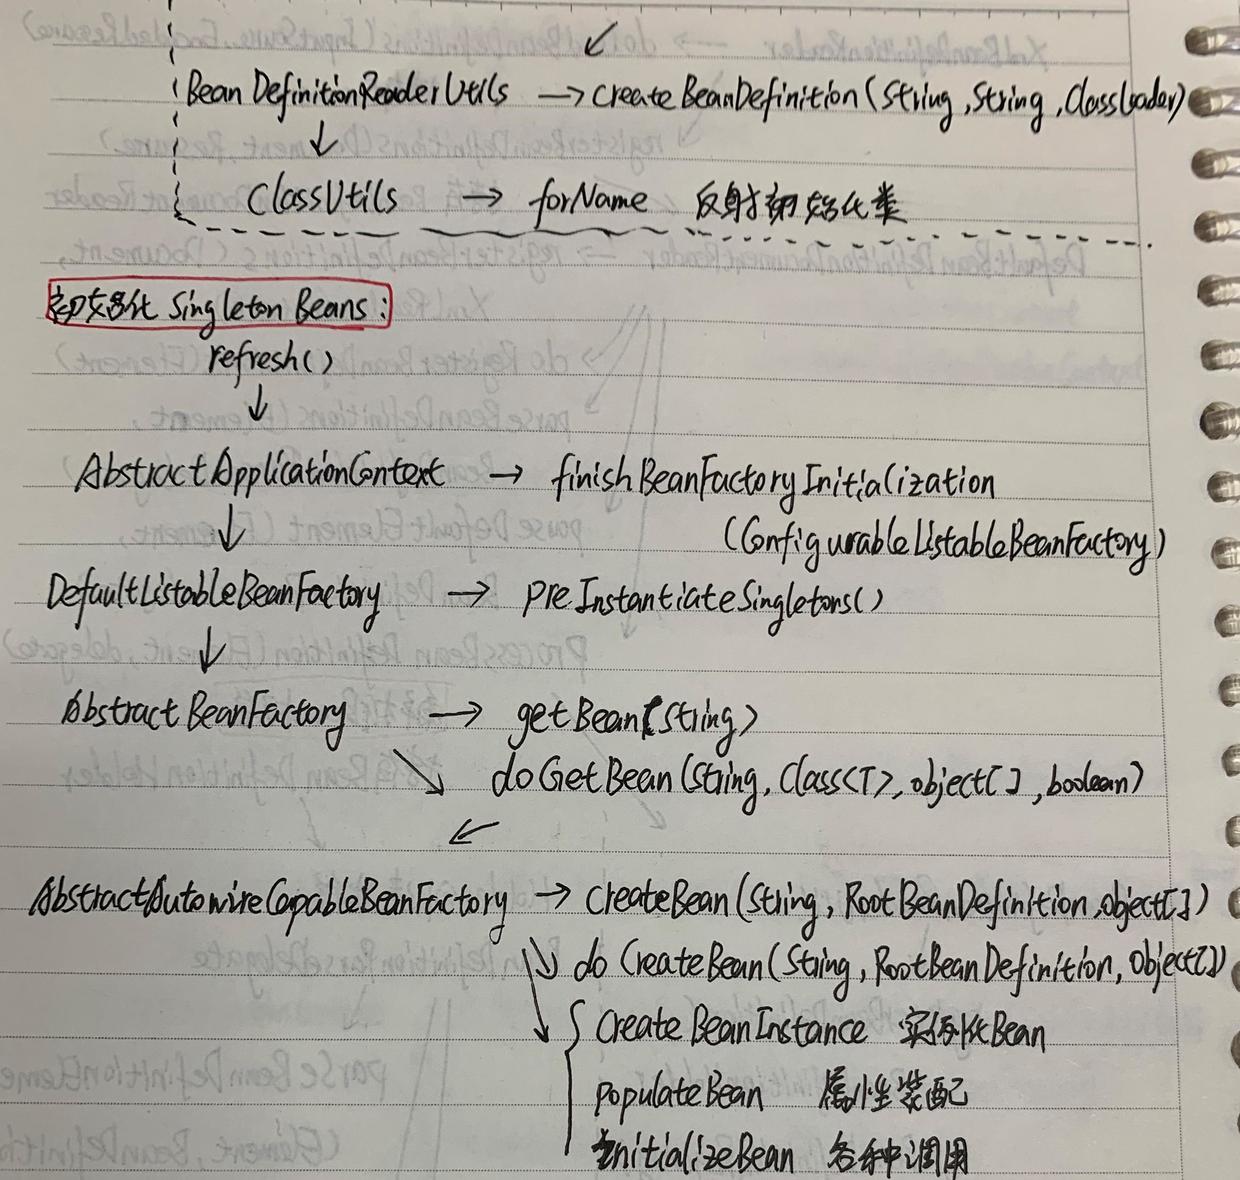 BeanDefinitionReaderUtils → createBeanDefinition(String,String,ClassLoader)
↓
ClassUtils → forName 反射初始化类
初始化 Singleton Beans:
refresh()
↓
AbstractApplicationContext → finishBeanFactoryInitialization
↓ (ConfigurableListableBeanFactory)
DefaultListableBeanFactory → preInstantiateSingletons()
↓
AbstractBeanFactory → getBean(String)
↘ doGetBean(String, Class<T>, object[], boolean)
↙
AbstractAutowireCapableBeanFactory → createBean(String, RootBeanDefinition, object[])
↘ doCreateBean(String, RootBeanDefinition, object[])
↘ { CreateBeanInstance 实例化Bean
populateBean 属性装配
InitializeBean 各种调用